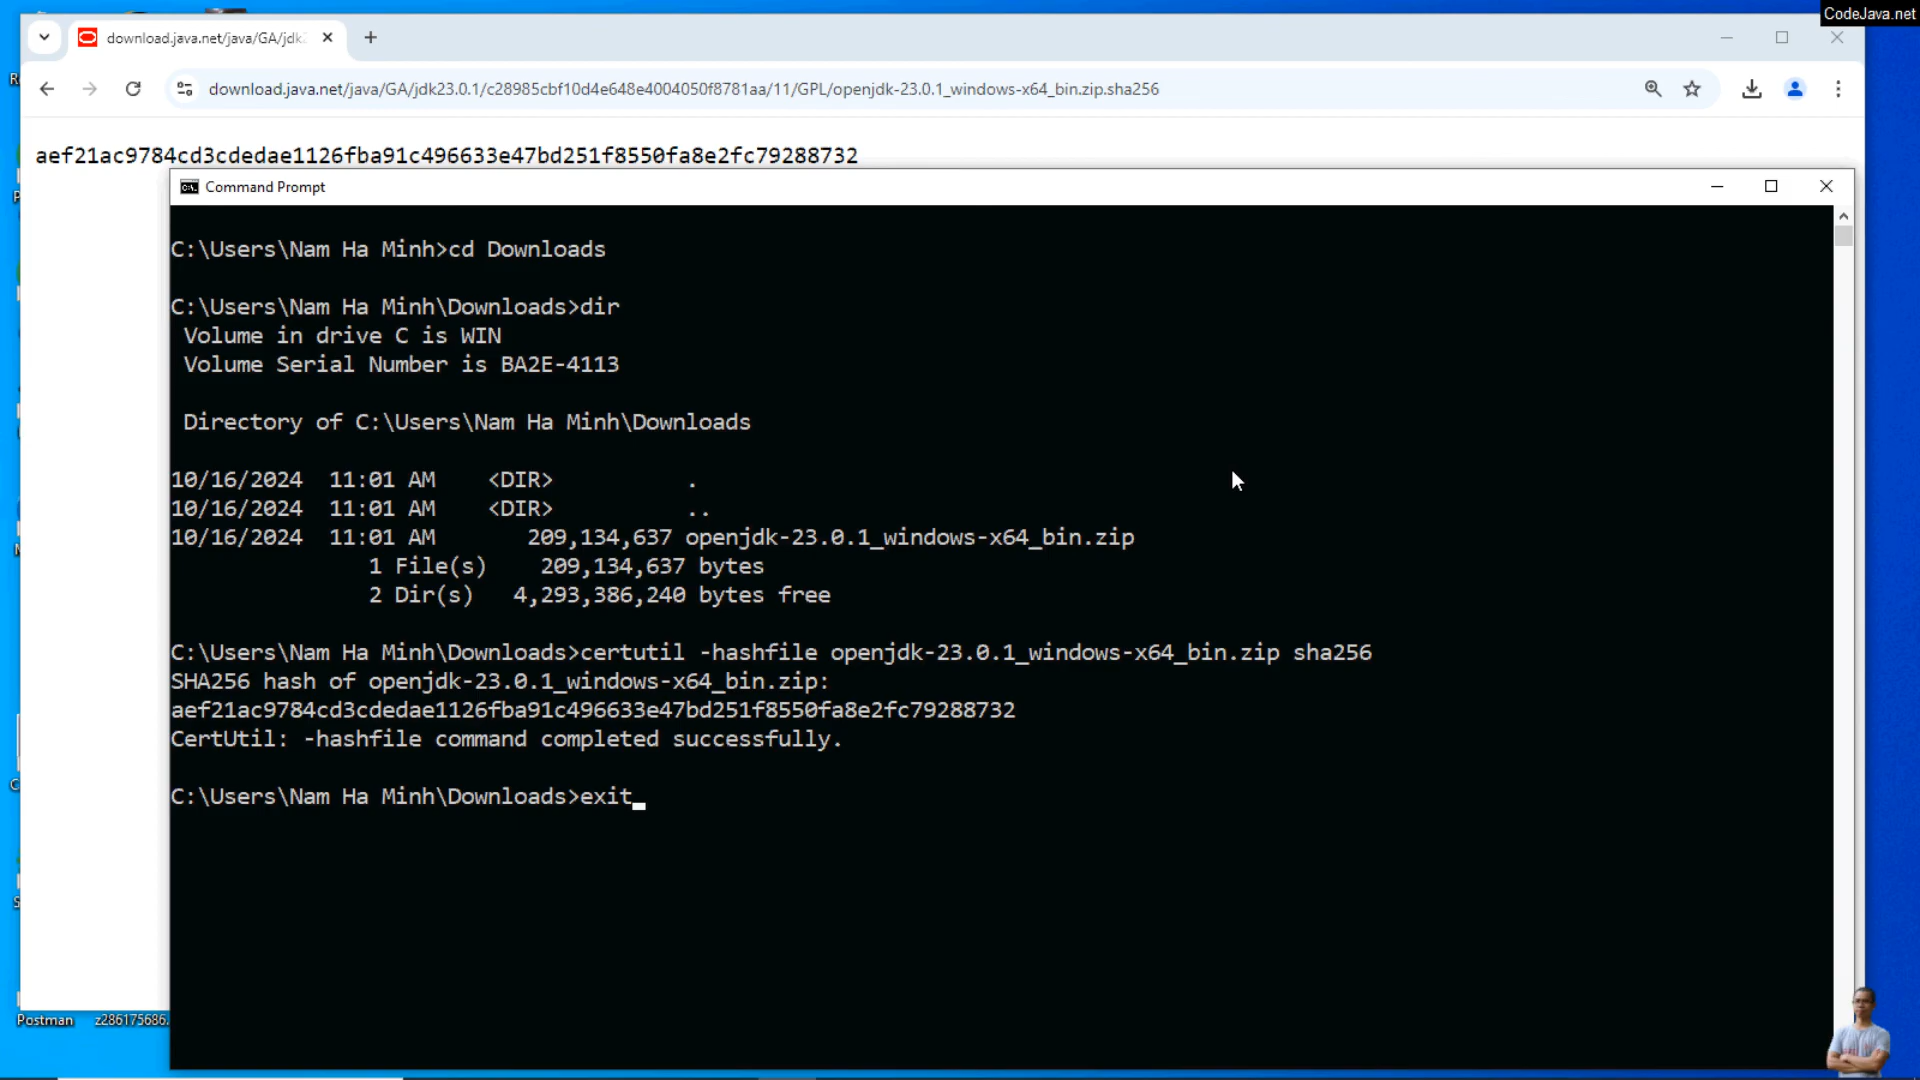 CodeJava.net
download.java.net/java/GA/jdk
download.java.net/java/GA/jdk23.0.1/c28985cbf10d4e648e4004050f8781aa/11/GPL/openjdk-23.0.1_windows-x64_bin.zip.sha256
aef21ac9784cd3cdedae1126fba91c496633e47bd251f8550fa8e2fc79288732
Command Prompt
C:\Users\Nam Ha Minh>cd Downloads
C:\Users\Nam Ha Minh\Downloads>dir
Volume in drive C is WIN
Volume Serial Number is BA2E-4113
Directory of C:\Users\Nam Ha Minh\Downloads
10/16/2024 11:01 AM <DIR> .
10/16/2024 11:01 AM <DIR> ..
10/16/2024 11:01 AM 209,134,637 openjdk-23.0.1_windows-x64_bin.zip
1 File(s) 209,134,637 bytes
2 Dir(s) 4,293,386,240 bytes free
C:\Users\Nam Ha Minh\Downloads>certutil -hashfile openjdk-23.0.1_windows-x64_bin.zip sha256
SHA256 hash of openjdk-23.0.1_windows-x64_bin.zip:
aef21ac9784cd3cdedae1126fba91c496633e47bd251f8550fa8e2fc79288732
CertUtil: -hashfile command completed successfully.
C:\Users\Nam Ha Minh\Downloads>exit
Postman z286175686.